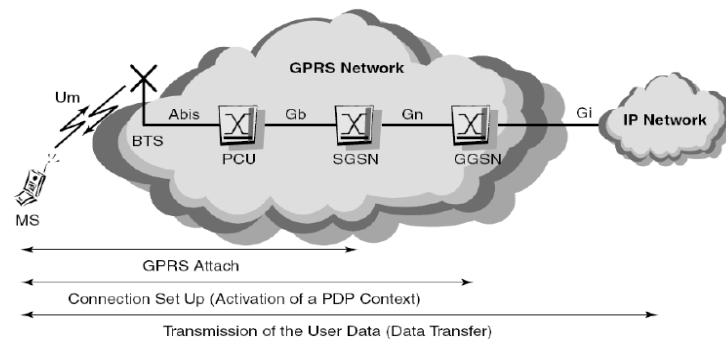 GPRS Network
Um
Abis
Gb
Gn
Gi
IP Network
BTS
PCU
SGSN
GGSN
MS
GPRS Attach
Connection Set Up (Activation of a PDP Context)
Transmission of the User Data (Data Transfer)